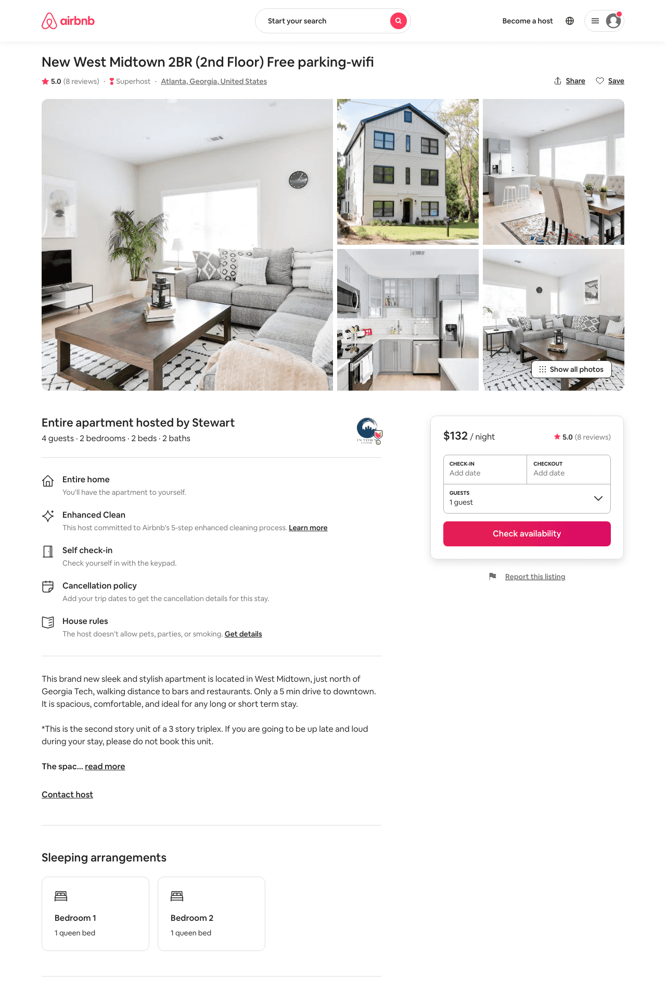 airbnb
Start your search
Become a host
New West Midtown 2BR (2nd Floor) Free parking-wifi
5.0 (8 reviews) · Superhost · Atlanta, Georgia, United States
Share
Save
Show all photos
Entire apartment hosted by Stewart
4 guests · 2 bedrooms · 2 beds · 2 baths
IN TOWN
LIVING
Entire home
You'll have the apartment to yourself.
Enhanced Clean
This host committed to Airbnb's 5-step enhanced cleaning process. Learn more
Self check-in
Check yourself in with the keypad.
Cancellation policy
Add your trip dates to get the cancellation details for this stay.
House rules
The host doesn't allow pets, parties, or smoking. Get details
This brand new sleek and stylish apartment is located in West Midtown, just north of
Georgia Tech, walking distance to bars and restaurants. Only a 5 min drive to downtown.
It is spacious, comfortable, and ideal for any long or short term stay.
*This is the second story unit of a 3 story triplex. If you are going to be up late and loud
during your stay, please do not book this unit.
The spac... read more
Contact host
Sleeping arrangements
Bedroom 1
1 queen bed
Bedroom 2
1 queen bed
$132 / night
5.0 (8 reviews)
CHECK-IN
Add date
CHECKOUT
Add date
GUESTS
1 guest
Check availability
Report this listing